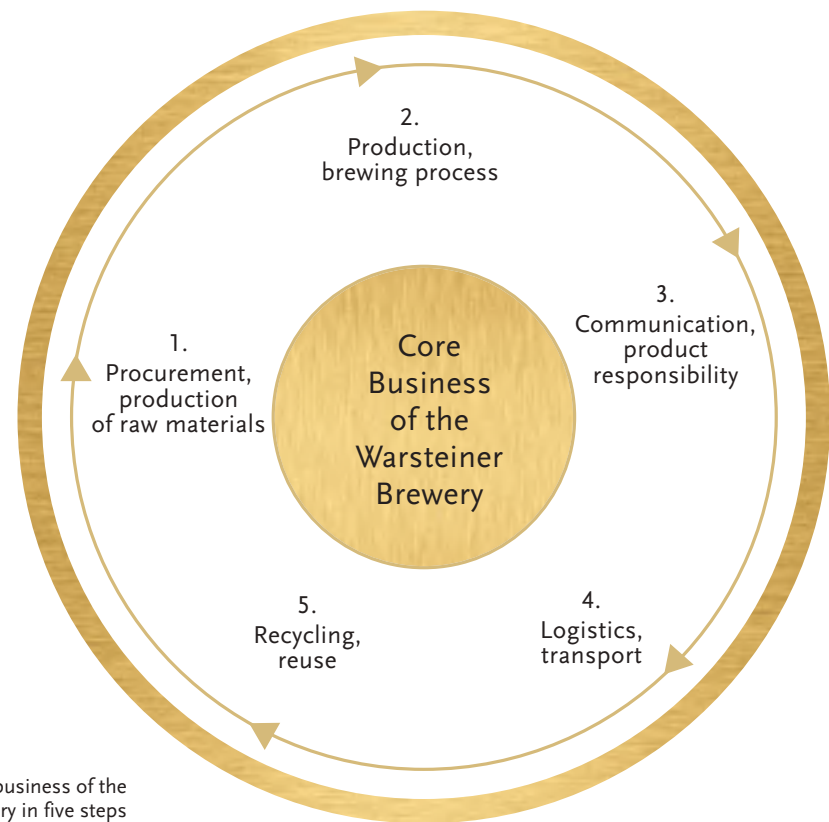 2.
Production,
brewing process
3.
Communication,
product
responsibility
1.
Procurement,
production
of raw materials
Core
Business
of the
Warsteiner
Brewery
5.
Recycling,
reuse
4.
Logistics,
transport
business of the
ry in five steps